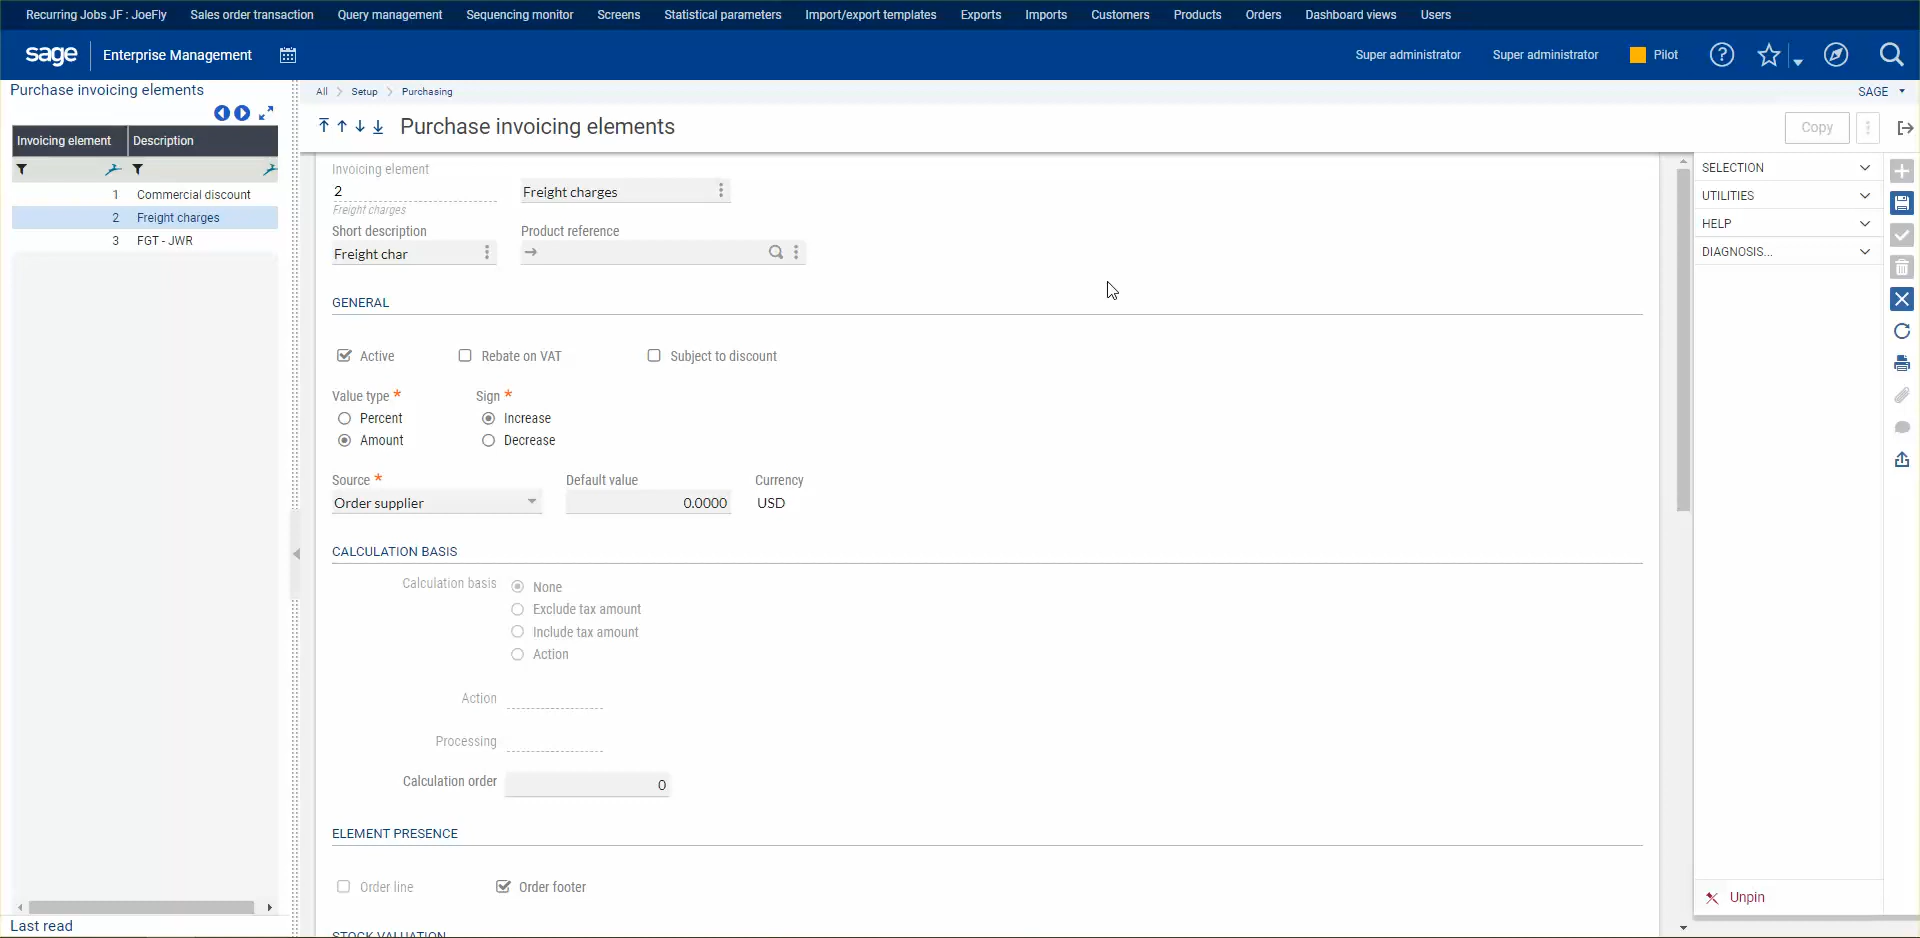 Recurring Jobs JF : JoeFly Sales order transaction Query management Sequencing monitor Screens Statistical parameters Import/export templates Exports Imports Customers Products Orders Dashboard views Users
sage Enterprise Management Super administrator Super administrator Pilot
Purchase invoicing elements
All Setup Purchasing SAGE
Purchase invoicing elements Copy
Invoicing element Description
1 Commercial discount
2 Freight charges
3 FGT - JWR
Last read
Invoicing element
2 Freight charges
Freight charges
Short description Product reference
Freight char
GENERAL
Active Rebate on VAT Subject to discount
Value type * Sign *
Percent Increase
Amount Decrease
Source * Default value Currency
Order supplier 0.0000 USD
CALCULATION BASIS
Calculation basis None
Exclude tax amount
Include tax amount
Action
Action
Processing
Calculation order 0
ELEMENT PRESENCE
Order line Order footer
STOCK VALUATION
SELECTION
UTILITIES
HELP
DIAGNOSIS...
Unpin